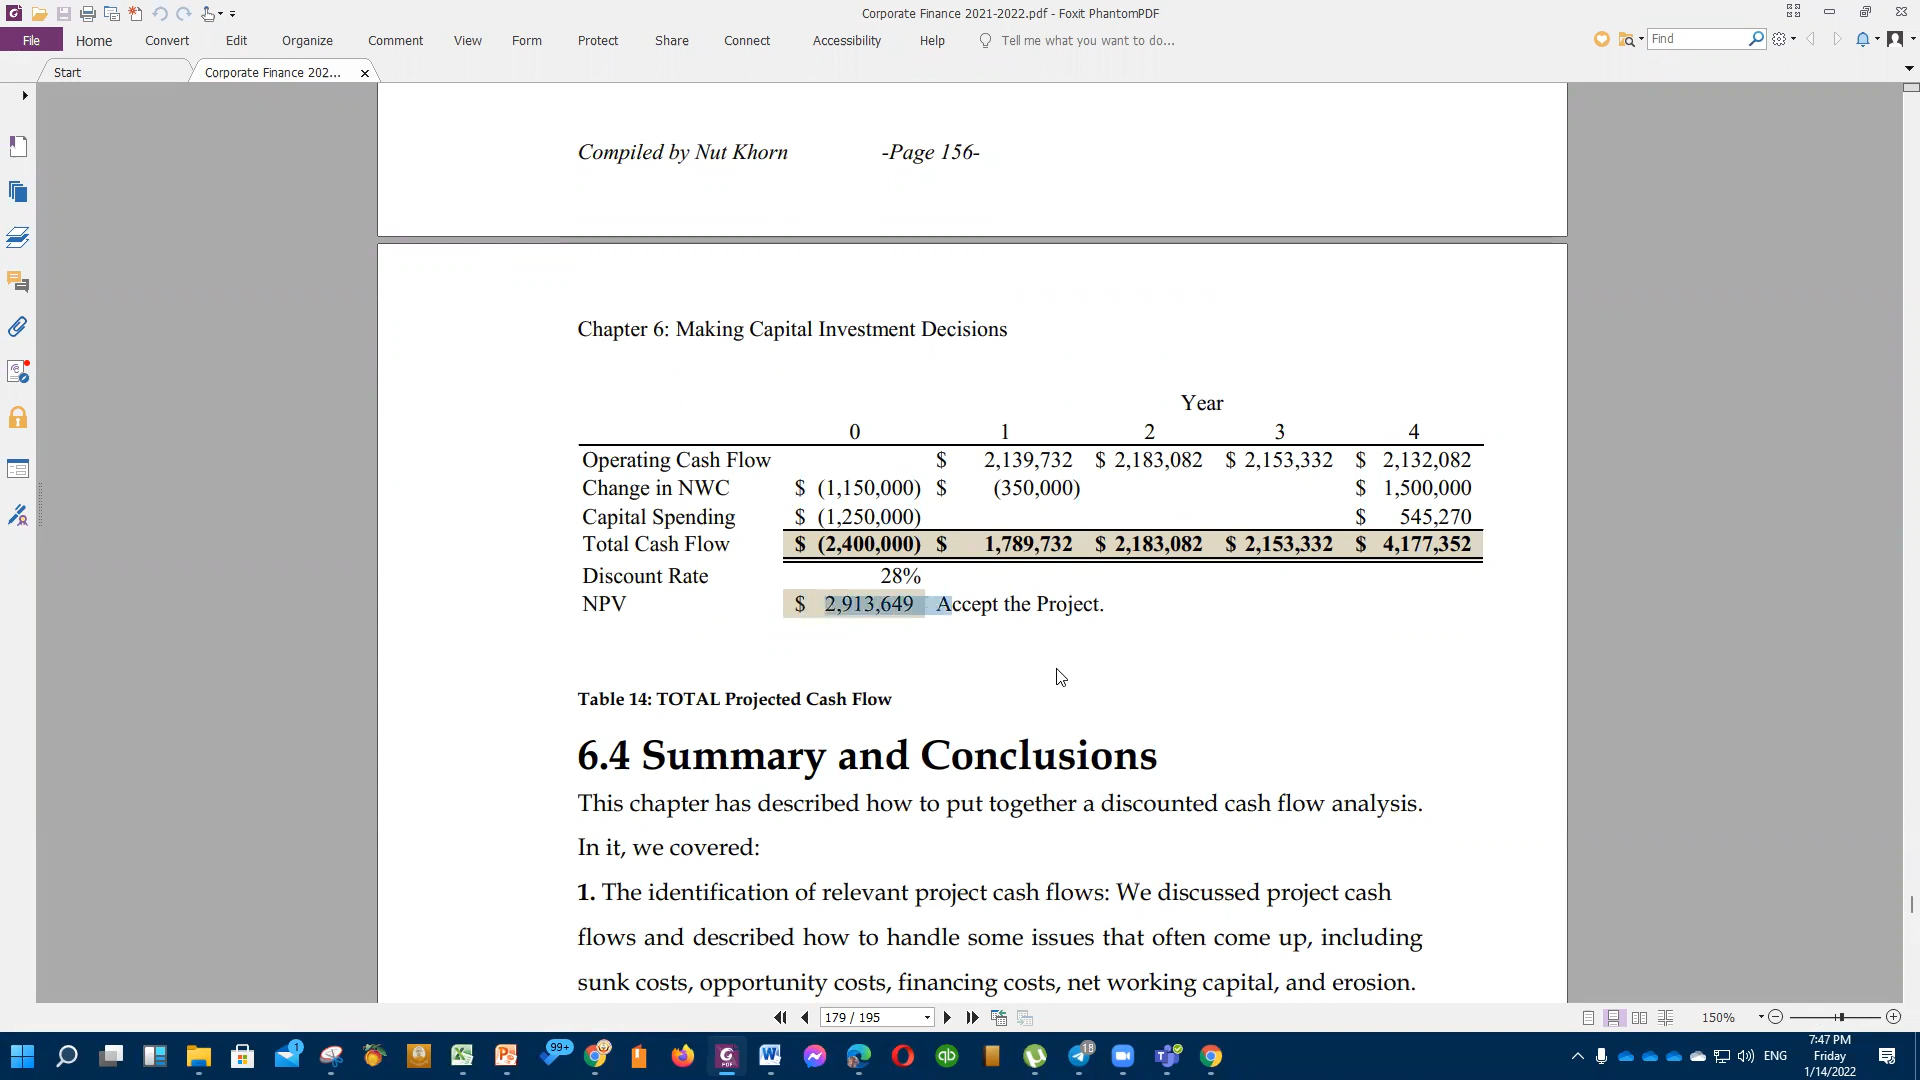 Corporate Finance 2021-2022.pdf - Foxit PhantomPDF
File Home Convert Edit Organize Comment View Form Protect Share Connect Accessibility Help Tell me what you want to do... Find
Start Corporate Finance 202...
Compiled by Nut Khorn -Page 156-
Chapter 6: Making Capital Investment Decisions
Year
0 1 2 3 4
Operating Cash Flow $ 2,139,732 $ 2,183,082 $ 2,153,332 $ 2,132,082
Change in NWC $ (1,150,000) $ (350,000) $ 1,500,000
Capital Spending $ (1,250,000) $ 545,270
Total Cash Flow $ (2,400,000) $ 1,789,732 $ 2,183,082 $ 2,153,332 $ 4,177,352
Discount Rate 28%
NPV $ 2,913,649 Accept the Project.
Table 14: TOTAL Projected Cash Flow
6.4 Summary and Conclusions
This chapter has described how to put together a discounted cash flow analysis.
In it, we covered:
1. The identification of relevant project cash flows: We discussed project cash
flows and described how to handle some issues that often come up, including
sunk costs, opportunity costs, financing costs, net working capital, and erosion.
179 / 195 150%
1 99+ 18 ENG
7:47 PM
Friday
1/14/2022